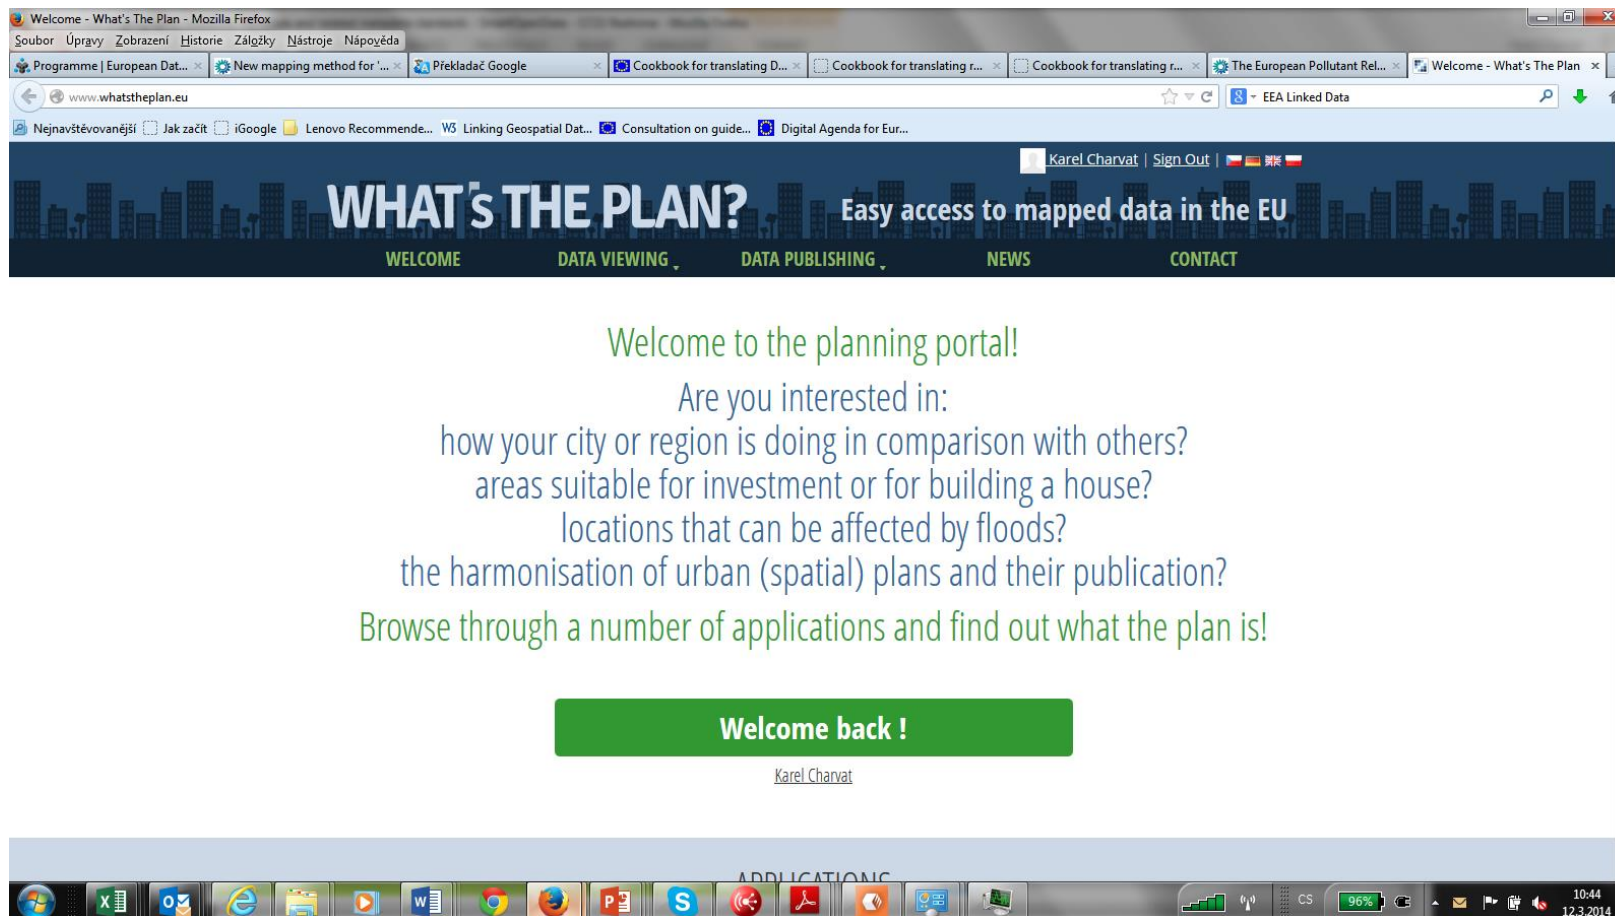 Welcome - What's The Plan - Mozilla Firefox
Soubor Úpravy Zobrazení Historie Záložky Nástroje Nápověda
Programme | European Dat... New mapping method for '... Překladač Google Cookbook for translating D... Cookbook for translating r... Cookbook for translating r... The European Pollutant Rel... Welcome - What's The Plan
www.whatstheplan.eu EEA Linked Data
Nejnavštěvovanější Jak začít iGoogle Lenovo Recommende... W3 Linking Geospatial Dat... Consultation on guide... Digital Agenda for Eur...
Karel Charvat | Sign Out |
WHAT's THE PLAN? Easy access to mapped data in the EU
WELCOME DATA VIEWING DATA PUBLISHING NEWS CONTACT
Welcome to the planning portal!
Are you interested in:
how your city or region is doing in comparison with others?
areas suitable for investment or for building a house?
locations that can be affected by floods?
the harmonisation of urban (spatial) plans and their publication?
Browse through a number of applications and find out what the plan is!
Welcome back !
Karel Charvat
APPLICATIONS
CS 96% 10:44
12.3.2014